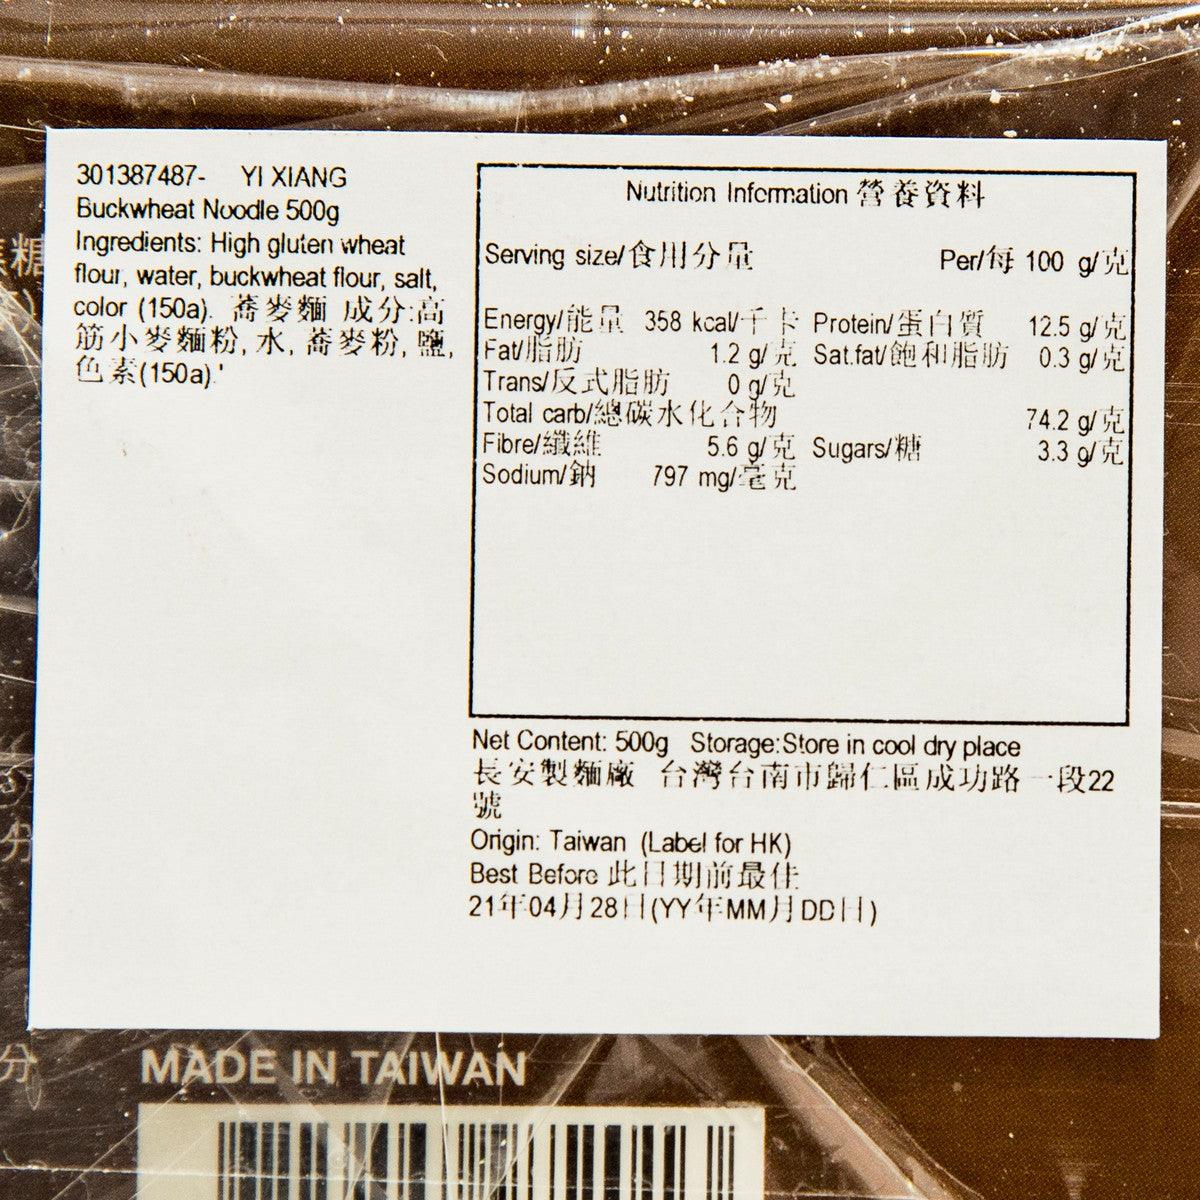 301387487- YI XIANG
Buckwheat Noodle 500g
Ingredients: High gluten wheat
flour, water, buckwheat flour, salt,
color (150a). 蕎麥麵 成分:高
筋小麥麵粉, 水, 蕎麥粉, 鹽,
色素(150a).'
Nutrition Information 營養資料
Serving size/食用分量 Per/每 100 g/克
Energy/能量 358 kcal/千卡 Protein/蛋白質 12.5 g/克
Fat/脂肪 1.2 g/克 Sat.fat/飽和脂肪 0.3 g/克
Trans/反式脂肪 0 g/克
Total carb/總碳水化合物 74.2 g/克
Fibre/纖維 5.6 g/克 Sugars/糖 3.3 g/克
Sodium/鈉 797 mg/毫克
Net Content: 500g Storage:Store in cool dry place
長安製麵廠 台灣台南市歸仁區成功路一段22
號
Origin: Taiwan (Label for HK)
Best Before 此日期前最佳
21年04月28日(YY年MM月DD日)
糖
分
分
MADE IN TAIWAN